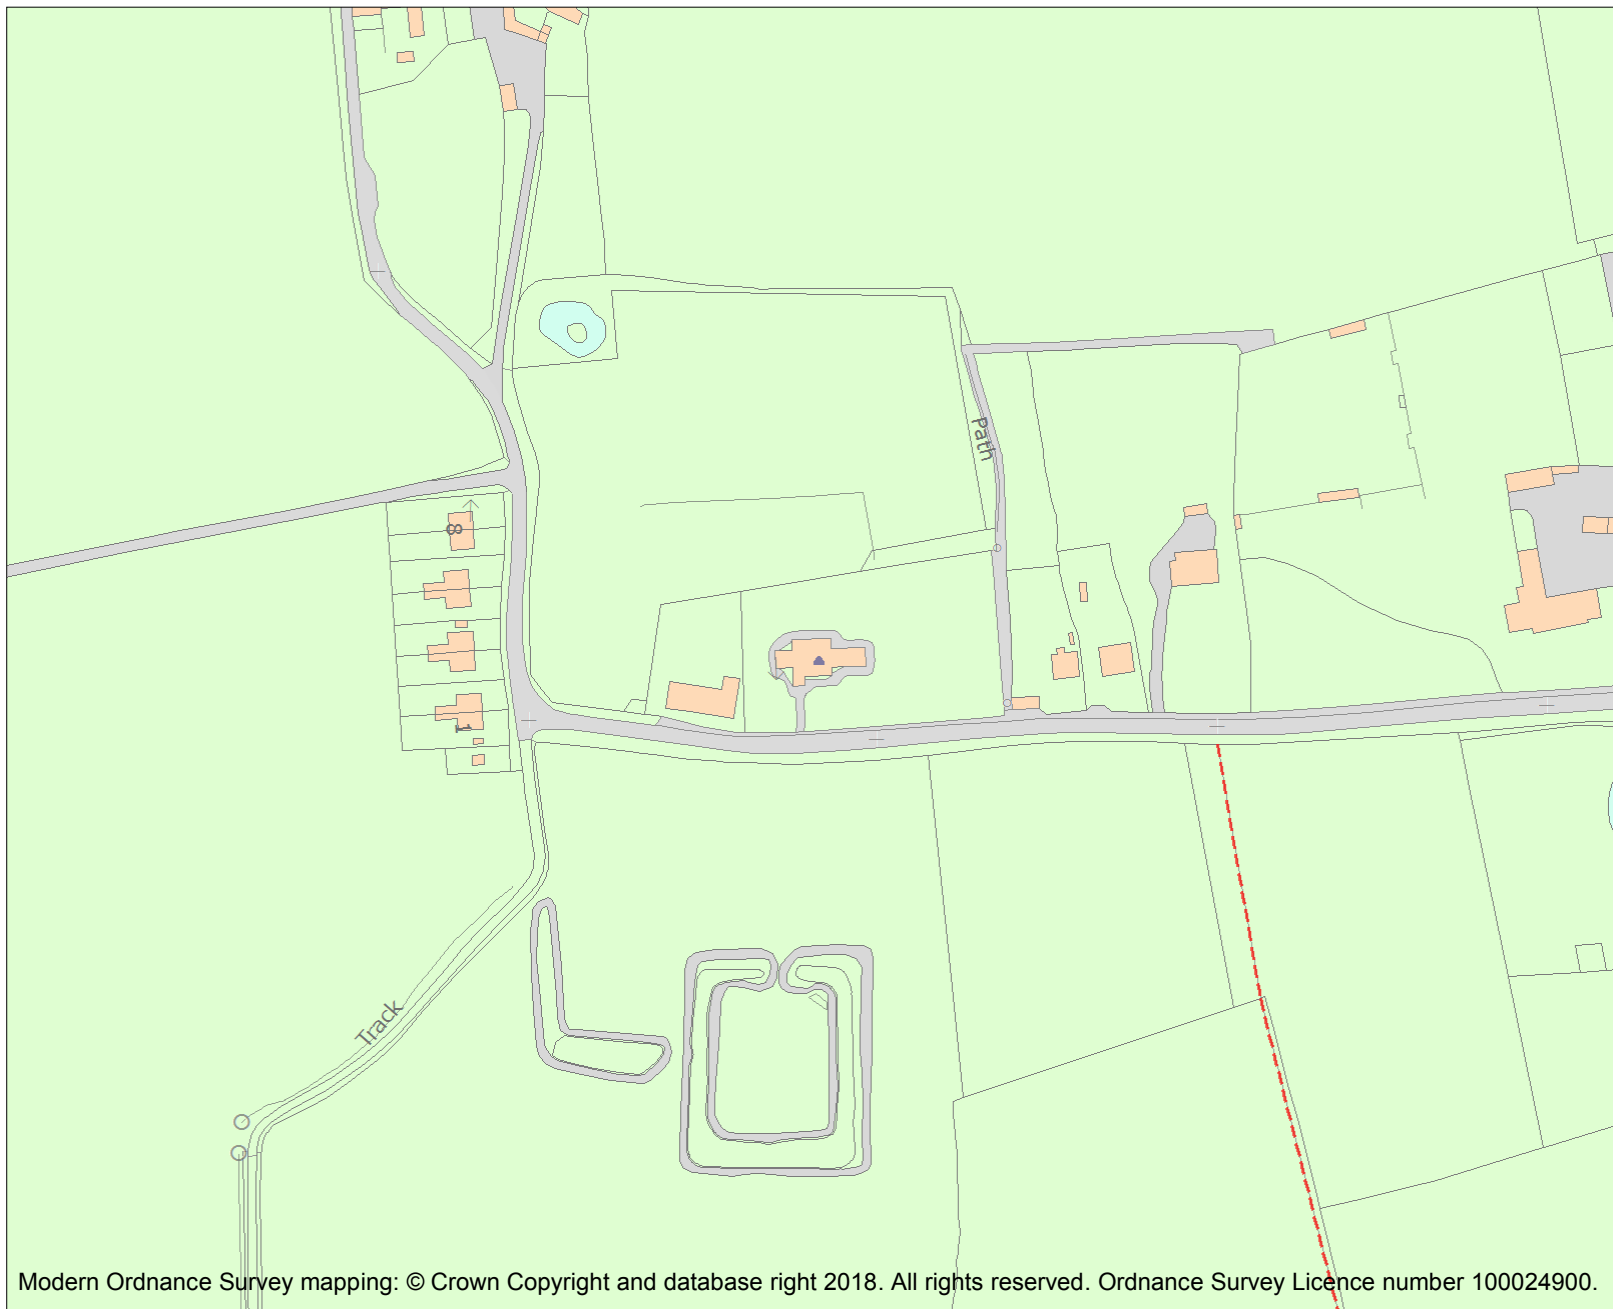 Path
8
1
Track
Modern Ordnance Survey mapping: © Crown Copyright and database right 2018. All rights reserved. Ordnance Survey Licence number 100024900.